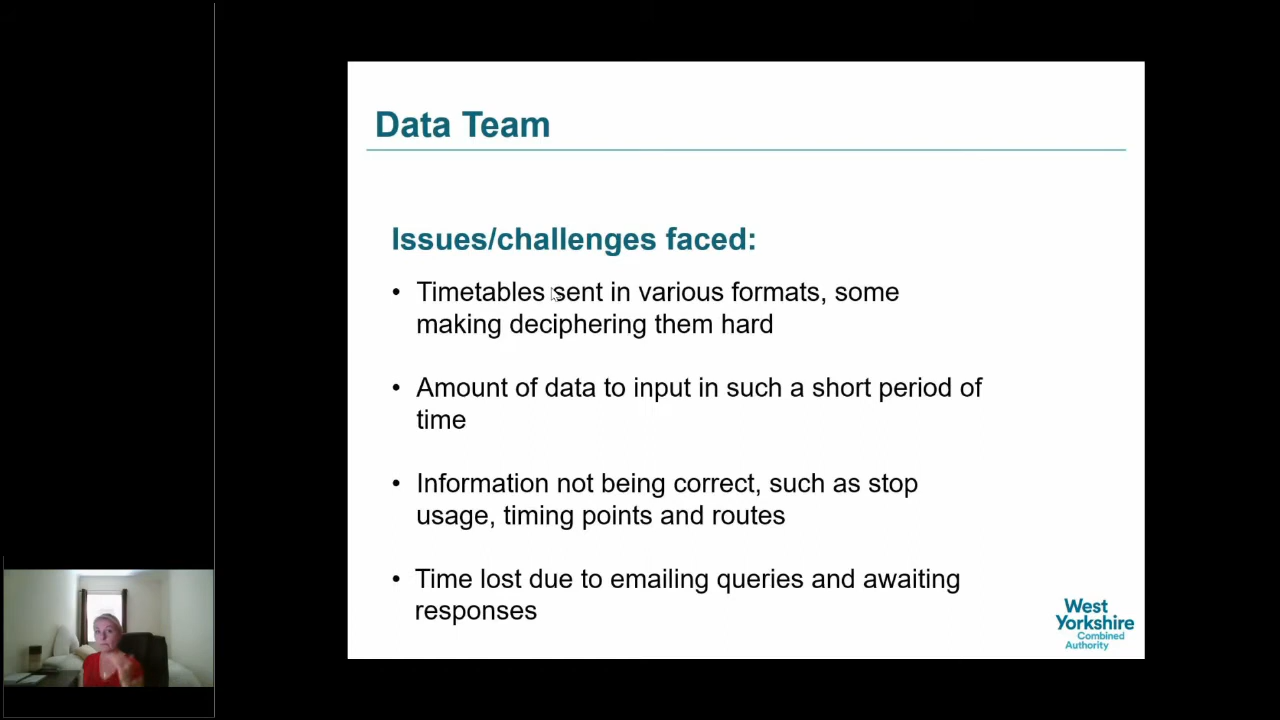 Data Team
Issues/challenges faced:
• Timetables sent in various formats, some
making deciphering them hard
• Amount of data to input in such a short period of
time
• Information not being correct, such as stop
usage, timing points and routes
• Time lost due to emailing queries and awaiting
responses
West
Yorkshire
Combined
Authority